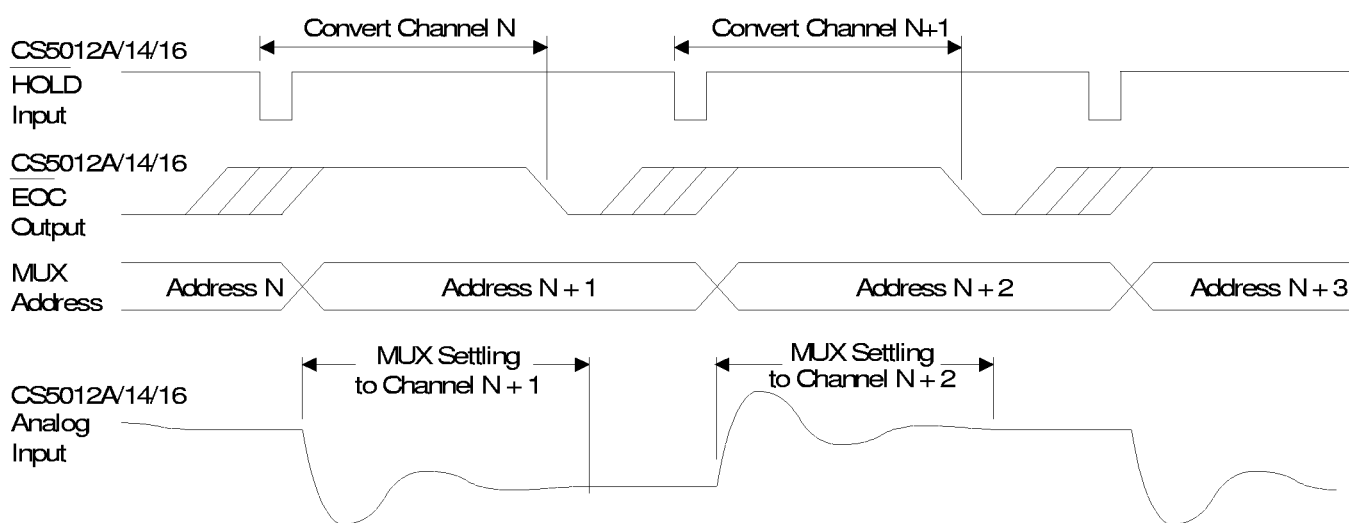 Convert Channel N
Convert Channel N+1
CS5012A/14/16
HOLD
Input
CS5012A/14/16
EOC
Output
MUX
Address
Address N
Address N + 1
Address N + 2
Address N + 3
MUX Settling
to Channel N + 1
MUX Settling
to Channel N + 2
CS5012A/14/16
Analog
Input